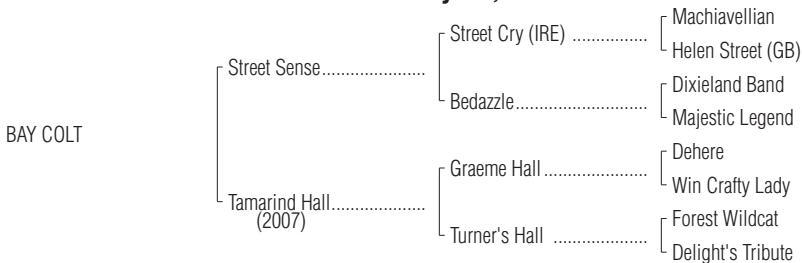 Machiavellian
Street Cry (IRE) ................
Helen Street (GB)
Street Sense......................
Dixieland Band
Bedazzle............................
Majestic Legend
BAY COLT
Dehere
Graeme Hall ......................
Win Crafty Lady
Tamarind Hall....................
(2007)
Forest Wildcat
Turner's Hall ....................
Delight's Tribute